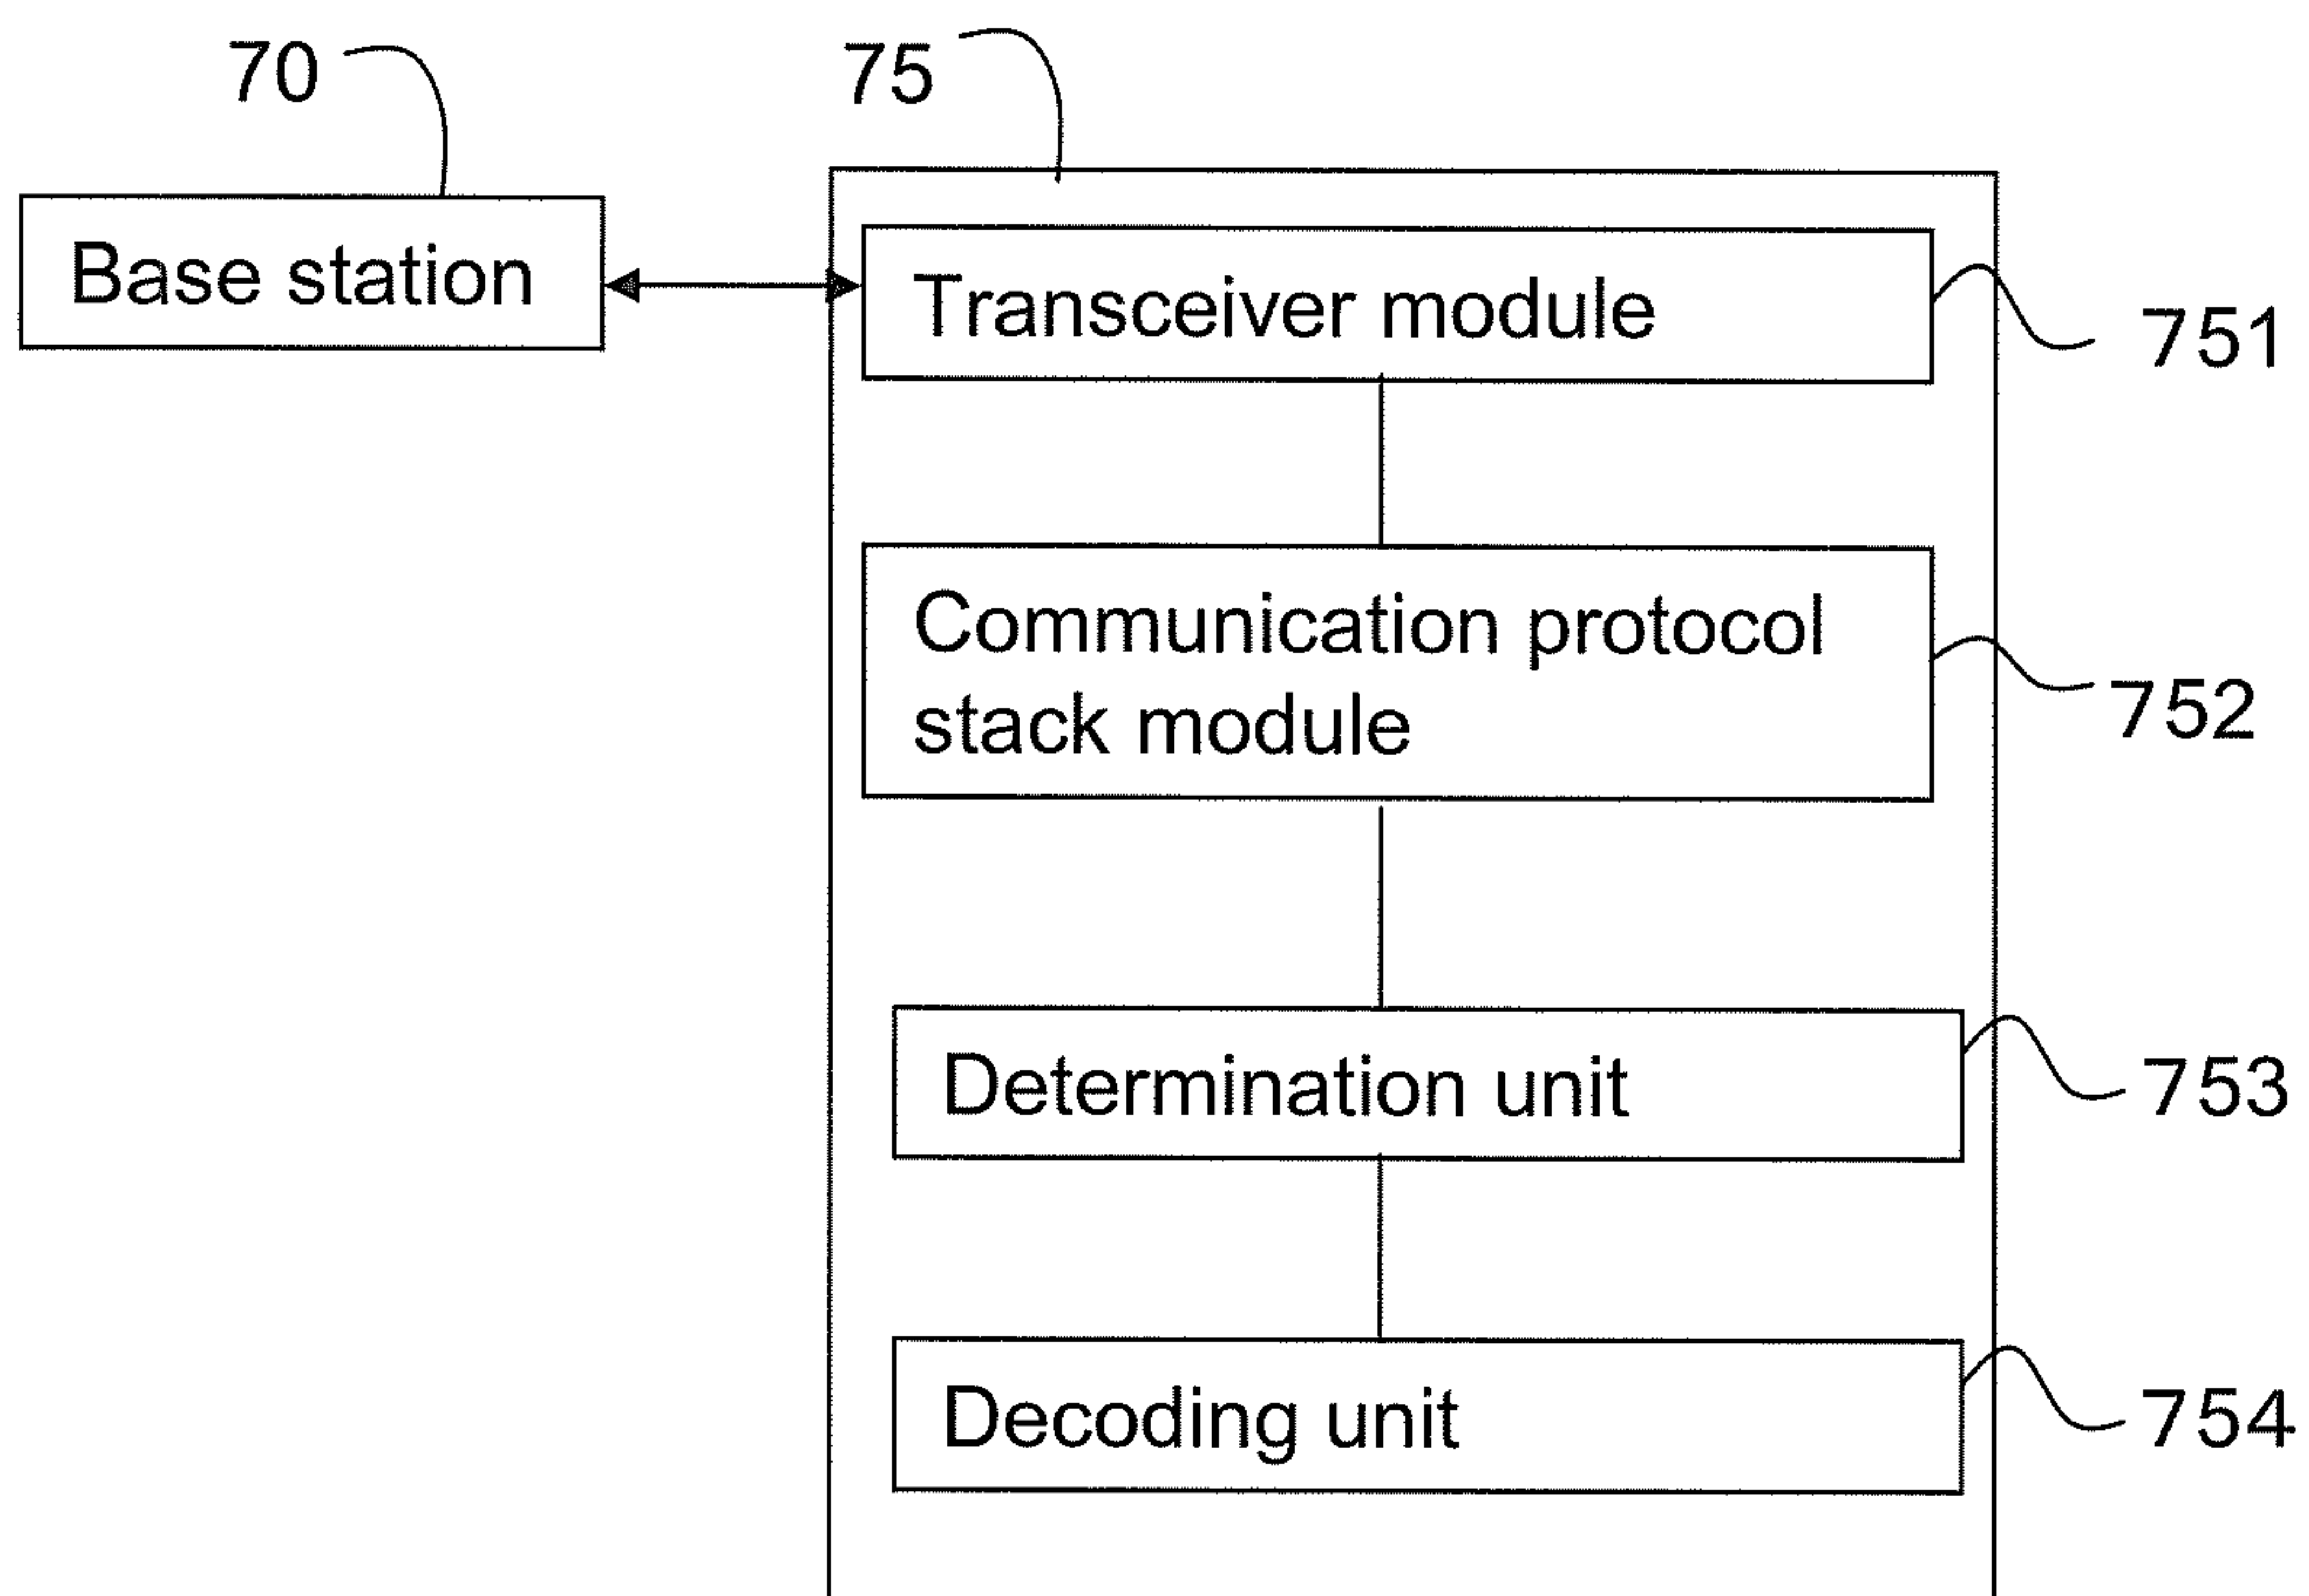 70
75
Base station
Transceiver module
751
Communication protocol
stack module
752
Determination unit
753
Decoding unit
754